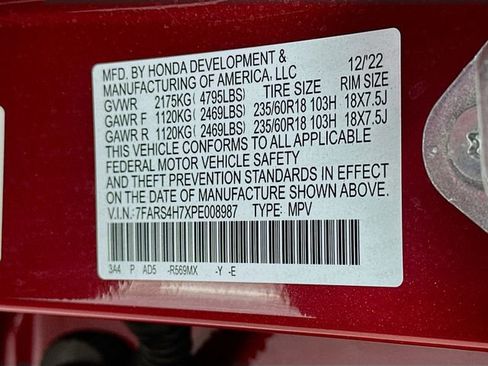 MFD. BY HONDA DEVELOPMENT & 12/'22
MANUFACTURING OF AMERICA, LLC
GVWR 2175KG( 4795LBS) TIRE SIZE RIM SIZE
GAWR F 1120KG( 2469LBS) 235/60R18 103H 18X7.5J
GAWR R 1120KG( 2469LBS) 235/60R18 103H 18X7.5J
THIS VEHICLE CONFORMS TO ALL APPLICABLE
FEDERAL MOTOR VEHICLE SAFETY
AND THEFT PREVENTION STANDARDS IN EFFECT
ON THE DATE OF MANUFACTURE SHOWN ABOVE.
V.I.N:7FARS4H7XPE008987 TYPE: MPV
3A4 P AD5 -R569MX -Y -E